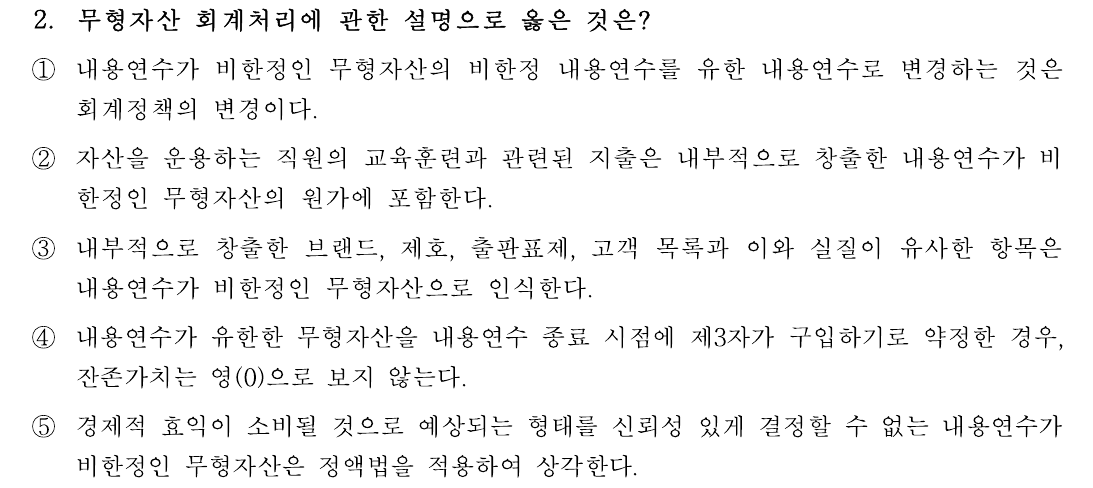 2. 무형자산 회계처리에 관한 설명으로 옳은 것은?
① 내용연수가 비한정인 무형자산의 비한정 내용연수를 유한 내용연수로 변경하는 것은
회계정책의 변경이다.
② 자산을 운용하는 직원의 교육훈련과 관련된 지출은 내부적으로 창출한 내용연수가 비
한정인 무형자산의 원가에 포함한다.
③ 내부적으로 창출한 브랜드, 제호, 출판표제, 고객 목록과 이와 실질이 유사한 항목은
내용연수가 비한정인 무형자산으로 인식한다.
④ 내용연수가 유한한 무형자산을 내용연수 종료 시점에 제3자가 구입하기로 약정한 경우,
잔존가치는 영(0)으로 보지 않는다.
⑤ 경제적 효익이 소비될 것으로 예상되는 형태를 신뢰성 있게 결정할 수 없는 내용연수가
비한정인 무형자산은 정액법을 적용하여 상각한다.